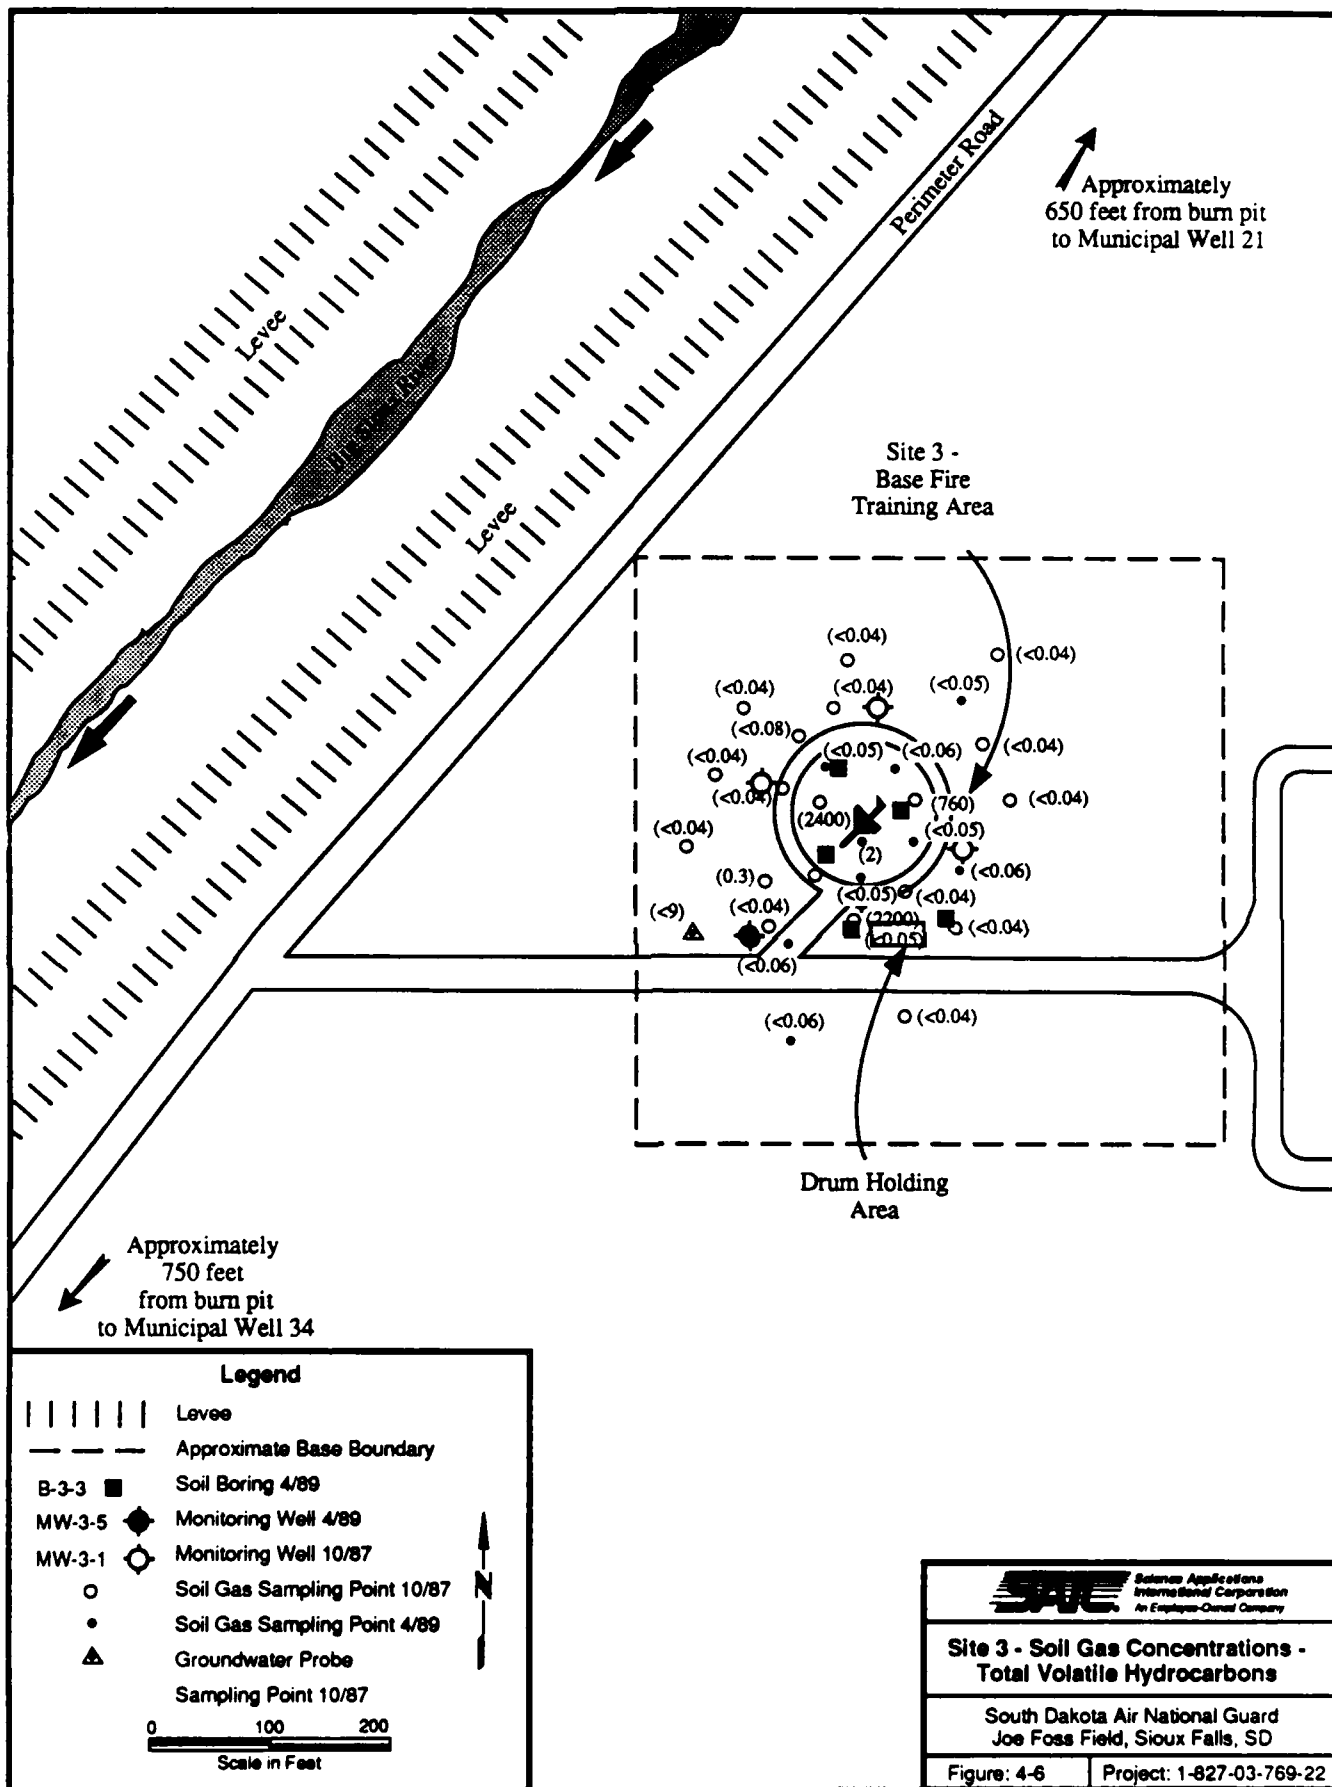 Perimeter Road
Approximately
650 feet from burn pit
to Municipal Well 21
Levee
Big Sioux River
Levee
Site 3 -
Base Fire
Training Area
(<0.04)
(<0.04)
(<0.04)
(<0.04)
(<0.05)
(<0.08)
(<0.05)
(<0.06)
(<0.04)
(<0.04)
(<0.04)
(760)
(<0.04)
(2400)
(<0.05)
(<0.04)
(2)
(<0.06)
(0.3)
(<0.05)
(<0.04)
(<9)
(<0.04)
(2200)
(<0.04)
(<0.05)
(<0.06)
(<0.06)
(<0.04)
Drum Holding
Area
Approximately
750 feet
from burn pit
to Municipal Well 34
Legend
Levee
Approximate Base Boundary
B-3-3 Soil Boring 4/89
MW-3-5 Monitoring Well 4/89
MW-3-1 Monitoring Well 10/87
Soil Gas Sampling Point 10/87
Soil Gas Sampling Point 4/89
Groundwater Probe
Sampling Point 10/87
N
0 100 200
Scale in Feet
SAIC
Science Applications
International Corporation
An Employee-Owned Company
Site 3 - Soil Gas Concentrations -
Total Volatile Hydrocarbons
South Dakota Air National Guard
Joe Foss Field, Sioux Falls, SD
Figure: 4-6 Project: 1-827-03-769-22